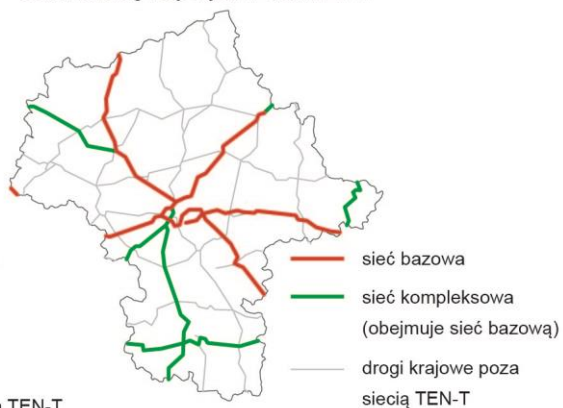 sieć bazowa
sieć kompleksowa
(obejmuje sieć bazową)
drogi krajowe poza
siecią TEN-T
TEN-T